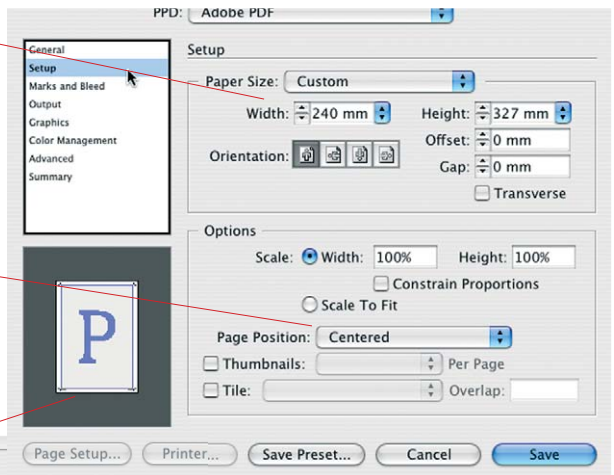 PPD: Adobe PDF
General
Setup
Marks and Bleed
Output
Graphics
Color Management
Advanced
Summary
Setup
Paper Size: Custom
Width: 240 mm Height: 327 mm
Offset: 0 mm
Orientation:
Gap: 0 mm
Transverse
Options
Scale: Width: 100% Height: 100%
Constrain Proportions
Scale To Fit
Page Position: Centered
Thumbnails: Per Page
Tile: Overlap:
P
Page Setup... Printer... Save Preset... Cancel Save